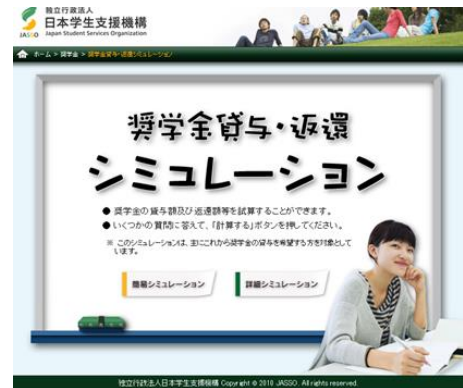 独立行政法人
日本学生支援機構
JASSO Japan Student Services Organization
ホーム > 奨学金 > 奨学金貸与・返還シミュレーション
奨学金貸与・返還
シミュレーション
● 奨学金の貸与額及び返還額等を試算することができます。
● いくつかの質問に答えて、「計算する」ボタンを押してください。
※ このシミュレーションは、主にこれから奨学金の貸与を希望する方を対象として
います。
簡易シミュレーション 詳細シミュレーション
独立行政法人日本学生支援機構 Copyright © 2010 JASSO. All rights reserved.